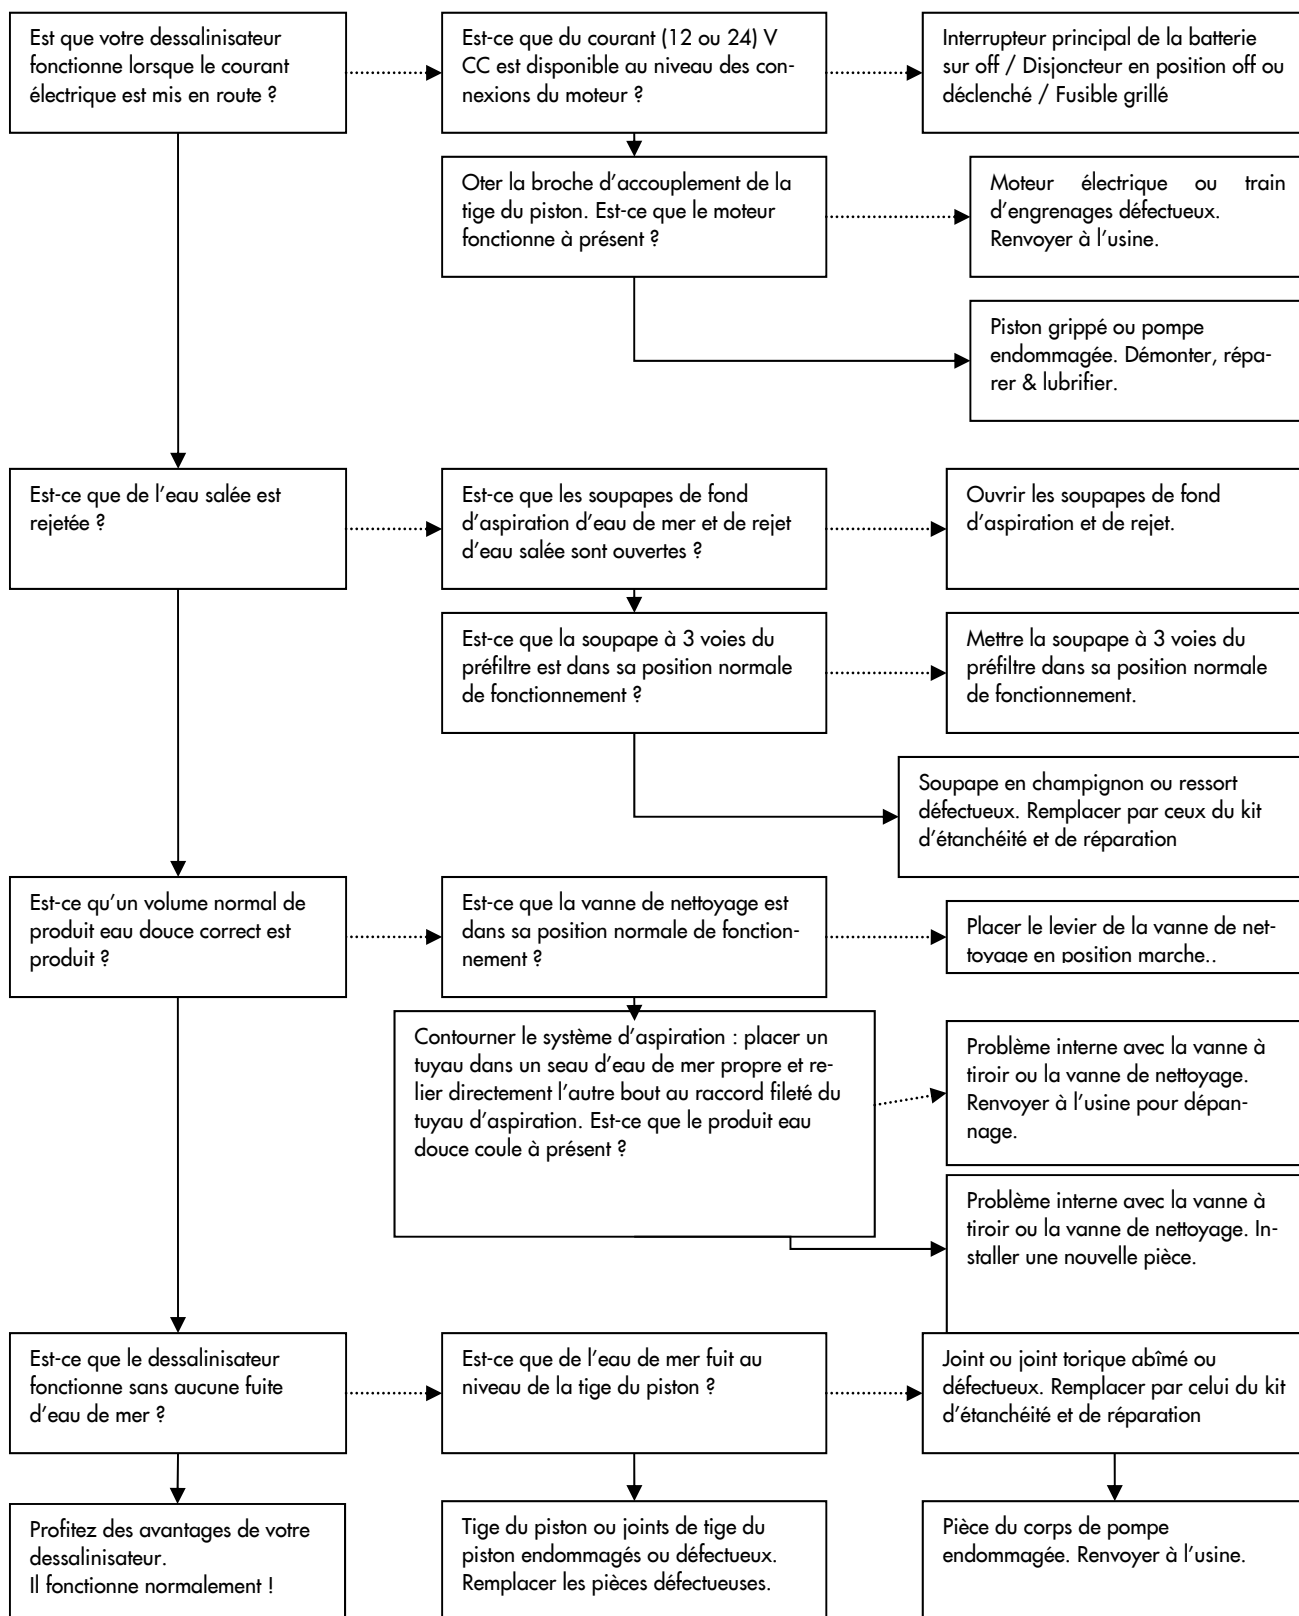 Est que votre dessalinisateur
fonctionne lorsque le courant
électrique est mis en route ?
Est-ce que du courant (12 ou 24) V
CC est disponible au niveau des con-
nexions du moteur ?
Interrupteur principal de la batterie
sur off / Disjoncteur en position off ou
déclenché / Fusible grillé
Oter la broche d'accouplement de la
tige du piston. Est-ce que le moteur
fonctionne à présent ?
Moteur électrique ou train
d'engrenages défectueux.
Renvoyer à l'usine.
Piston grippé ou pompe
endommagée. Démonter, répa-
rer & lubrifier.
Est-ce que de l'eau salée est
rejetée ?
Est-ce que les soupapes de fond
d'aspiration d'eau de mer et de rejet
d'eau salée sont ouvertes ?
Ouvrir les soupapes de fond
d'aspiration et de rejet.
Est-ce que la soupape à 3 voies du
préfiltre est dans sa position normale
de fonctionnement ?
Mettre la soupape à 3 voies du
préfiltre dans sa position normale
de fonctionnement.
Soupape en champignon ou ressort
défectueux. Remplacer par ceux du kit
d'étanchéité et de réparation
Est-ce qu'un volume normal de
produit eau douce correct est
produit ?
Est-ce que la vanne de nettoyage est
dans sa position normale de fonction-
nement ?
Placer le levier de la vanne de net-
toyage en position marche..
Contourner le système d'aspiration : placer un
tuyau dans un seau d'eau de mer propre et re-
lier directement l'autre bout au raccord fileté du
tuyau d'aspiration. Est-ce que le produit eau
douce coule à présent ?
Problème interne avec la vanne à
tiroir ou la vanne de nettoyage.
Renvoyer à l'usine pour dépan-
nage.
Problème interne avec la vanne à
tiroir ou la vanne de nettoyage. In-
staller une nouvelle pièce.
Est-ce que le dessalinisateur
fonctionne sans aucune fuite
d'eau de mer ?
Est-ce que de l'eau de mer fuit au
niveau de la tige du piston ?
Joint ou joint torique abîmé ou
défectueux. Remplacer par celui du kit
d'étanchéité et de réparation
Profitez des avantages de votre
dessalinisateur.
Il fonctionne normalement !
Tige du piston ou joints de tige du
piston endommagés ou défectueux.
Remplacer les pièces défectueuses.
Pièce du corps de pompe
endommagée. Renvoyer à l'usine.